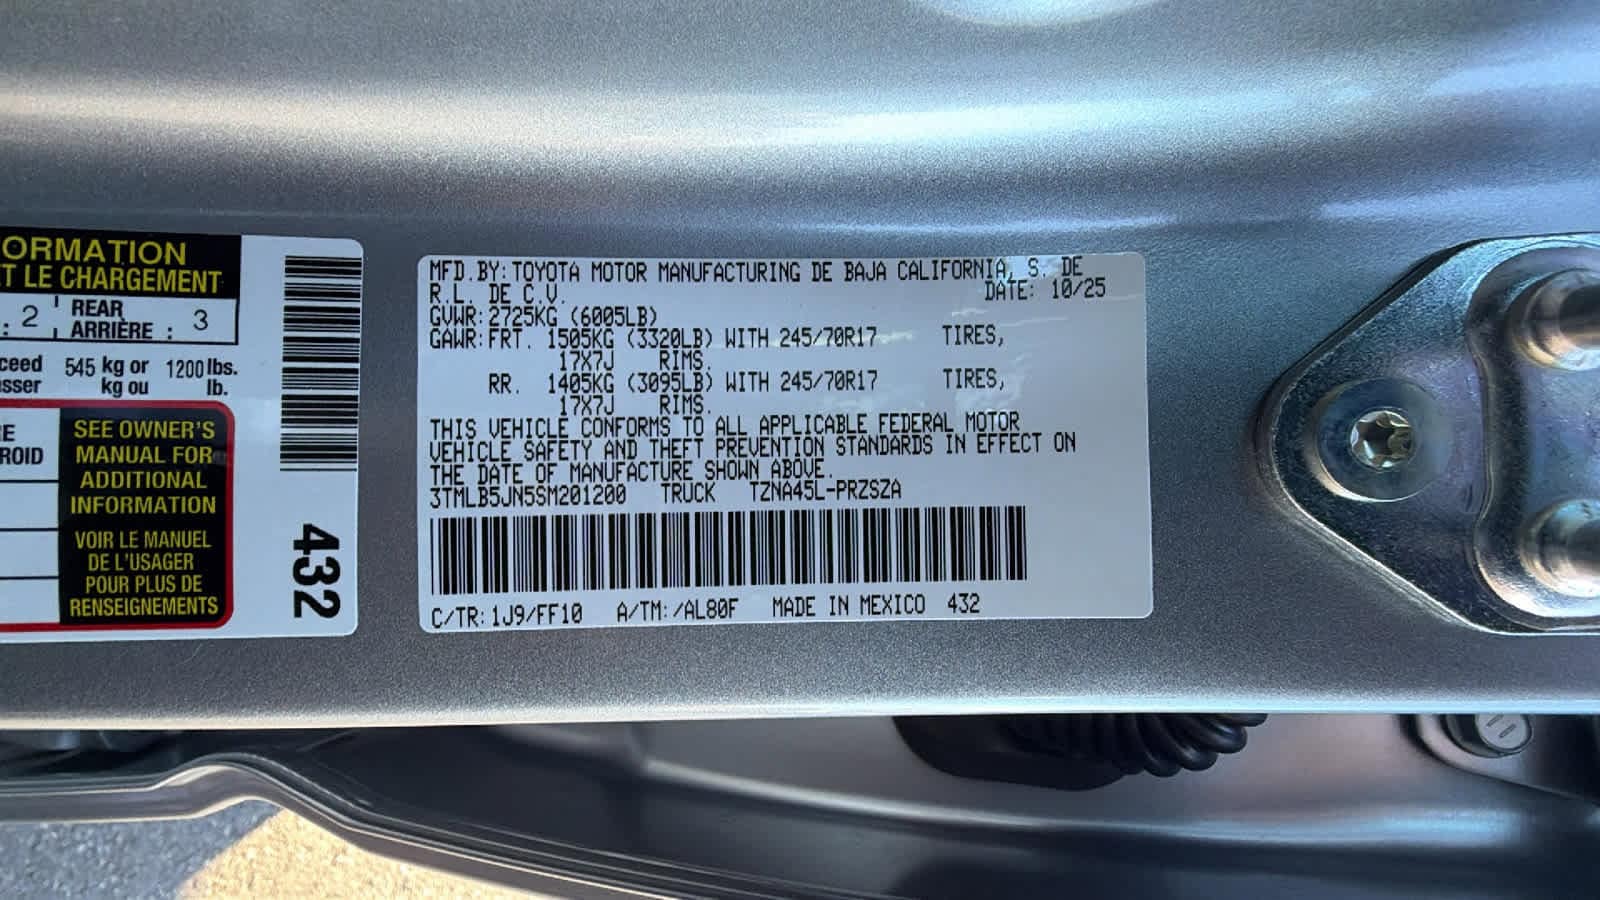 ORMATION
ET LE CHARGEMENT
: 2 REAR
ARRIÈRE : 3
ceed 545 kg or 1200 lbs.
sser kg ou lb.
RE
ROID
SEE OWNER'S
MANUAL FOR
ADDITIONAL
INFORMATION
VOIR LE MANUEL
DE L'USAGER
POUR PLUS DE
RENSEIGNEMENTS
432
MFD.BY: TOYOTA MOTOR MANUFACTURING DE BAJA CALIFORNIA, S. DE
R.L. DE C.V. DATE: 10/25
GVWR: 2725KG (6005LB)
GAWR: FRT. 1505KG (3320LB) WITH 245/70R17 TIRES,
17X7J RIMS.
RR. 1405KG (3095LB) WITH 245/70R17 TIRES,
17X7J RIMS.
THIS VEHICLE CONFORMS TO ALL APPLICABLE FEDERAL MOTOR
VEHICLE SAFETY AND THEFT PREVENTION STANDARDS IN EFFECT ON
THE DATE OF MANUFACTURE SHOWN ABOVE.
3TMLB5JN5SM201200 TRUCK TZNA45L-PRZSZA
C/TR: 1J9/FF10 A/TM: /AL80F MADE IN MEXICO 432